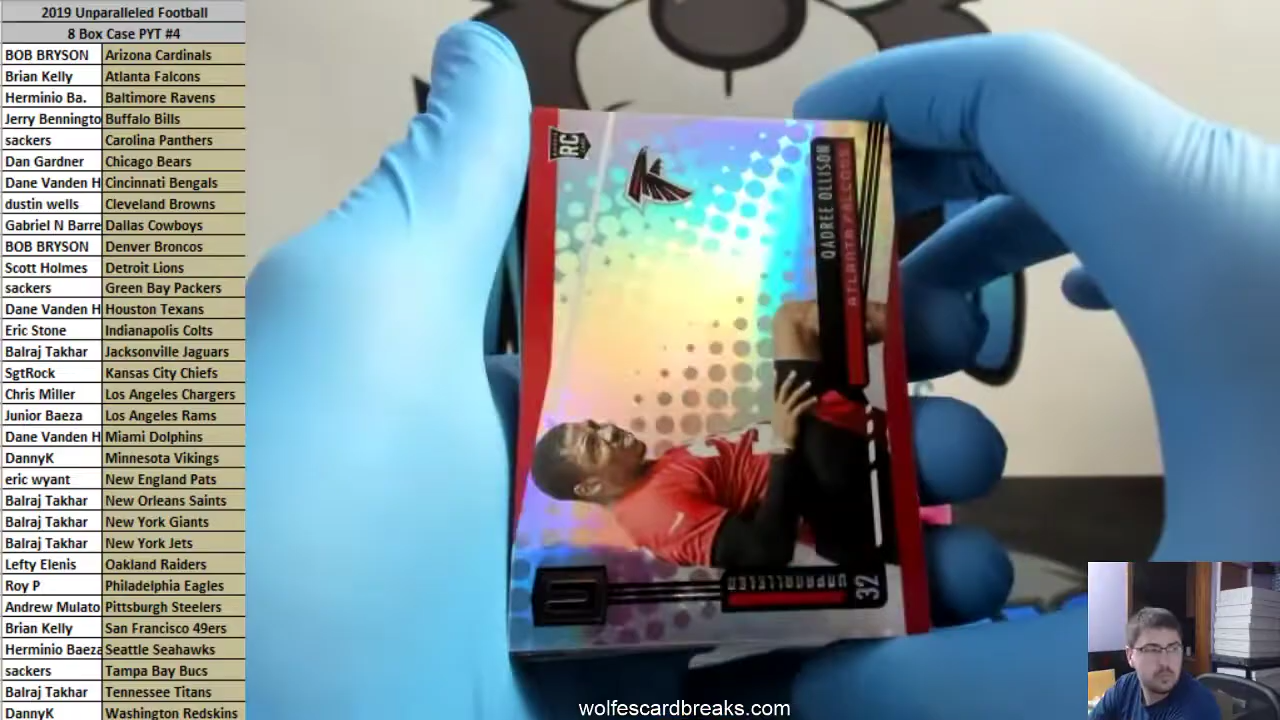 2019 Unparalleled Football
8 Box Case PYT #4
BOB BRYSON Arizona Cardinals
Brian Kelly Atlanta Falcons
Herminio Ba. Baltimore Ravens
Jerry Benningto Buffalo Bills
sackers Carolina Panthers
Dan Gardner Chicago Bears
Dane Vanden H Cincinnati Bengals
dustin wells Cleveland Browns
Gabriel N Barre Dallas Cowboys
BOB BRYSON Denver Broncos
Scott Holmes Detroit Lions
sackers Green Bay Packers
Dane Vanden H Houston Texans
Eric Stone Indianapolis Colts
Balraj Takhar Jacksonville Jaguars
SgtRock Kansas City Chiefs
Chris Miller Los Angeles Chargers
Junior Baeza Los Angeles Rams
Dane Vanden H Miami Dolphins
DannyK Minnesota Vikings
eric wyant New England Pats
Balraj Takhar New Orleans Saints
Balraj Takhar New York Giants
Balraj Takhar New York Jets
Lefty Elenis Oakland Raiders
Roy P Philadelphia Eagles
Andrew Mulato Pittsburgh Steelers
Brian Kelly San Francisco 49ers
Herminio Baeza Seattle Seahawks
sackers Tampa Bay Bucs
Balraj Takhar Tennessee Titans
DannyK Washington Redskins
RC
QADREE OLLISON
ATLANTA FALCONS
U
UNPARALLELED
32
wolfescardbreaks.com